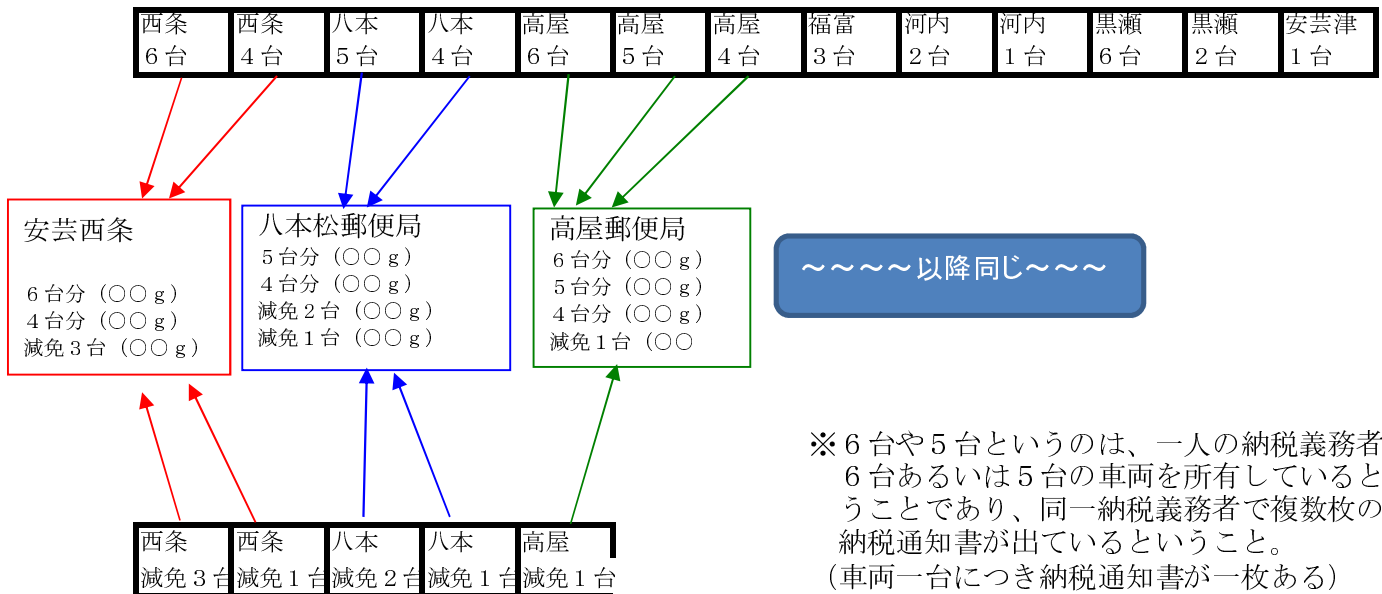 西条 西条 八本 八本 高屋 高屋 高屋 福富 河内 河内 黒瀬 黒瀬 安芸津
６台 ４台 ５台 ４台 ６台 ５台 ４台 ３台 ２台 １台 ６台 ２台 １台
安芸西条
６台分（○○ｇ）
４台分（○○ｇ）
減免３台（○○ｇ）
八本松郵便局
５台分（○○ｇ）
４台分（○○ｇ）
減免２台（○○ｇ）
減免１台（○○ｇ）
高屋郵便局
６台分（○○ｇ）
５台分（○○ｇ）
４台分（○○ｇ）
減免１台（○○
～～～～以降同じ～～～
※６台や５台というのは、一人の納税義務者
６台あるいは５台の車両を所有していると
うことであり、同一納税義務者で複数枚の
納税通知書が出ているということ。
（車両一台につき納税通知書が一枚ある）
西条 西条 八本 八本 高屋
減免３台 減免１台 減免２台 減免１台 減免１台